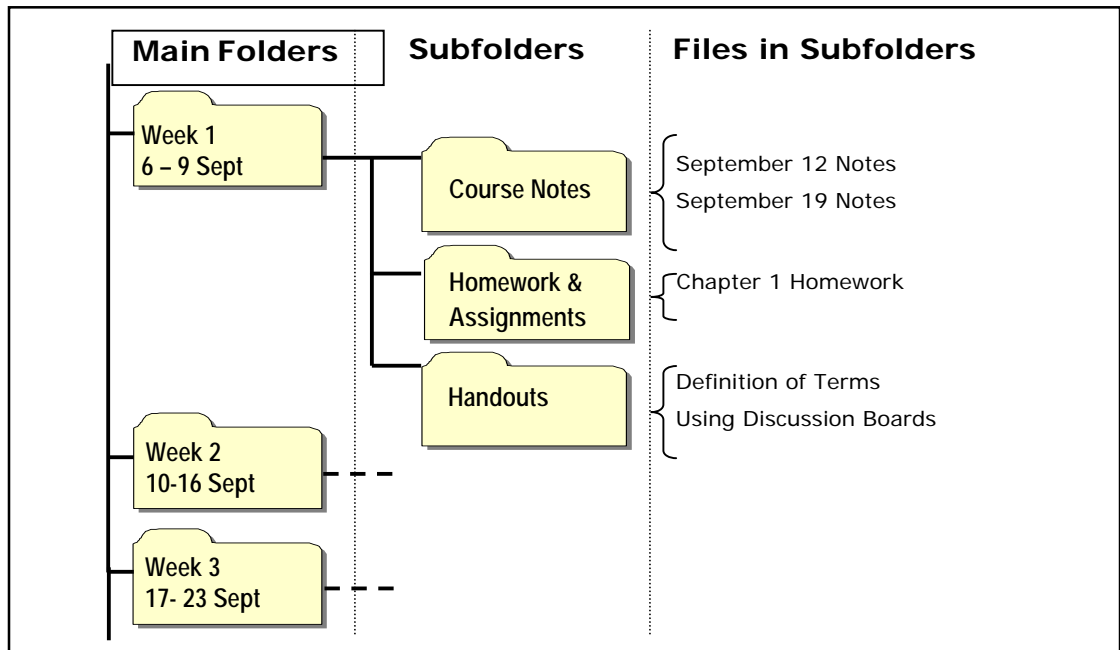 Main Folders
Subfolders
Files in Subfolders
Week 1
6 – 9 Sept
Course Notes
September 12 Notes
September 19 Notes
Homework &
Assignments
Chapter 1 Homework
Handouts
Definition of Terms
Using Discussion Boards
Week 2
10-16 Sept
Week 3
17- 23 Sept